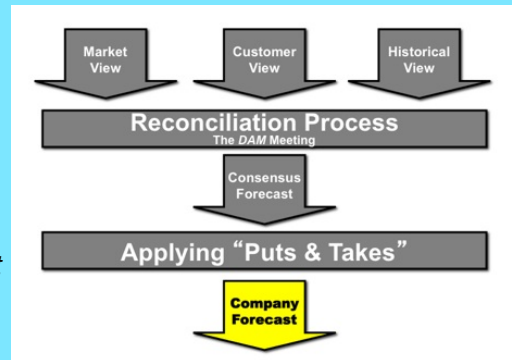 Market
View
Customer
View
Historical
View
Reconciliation Process
The DAM Meeting
Consensus
Forecast
Applying “Puts & Takes”
Company
Forecast